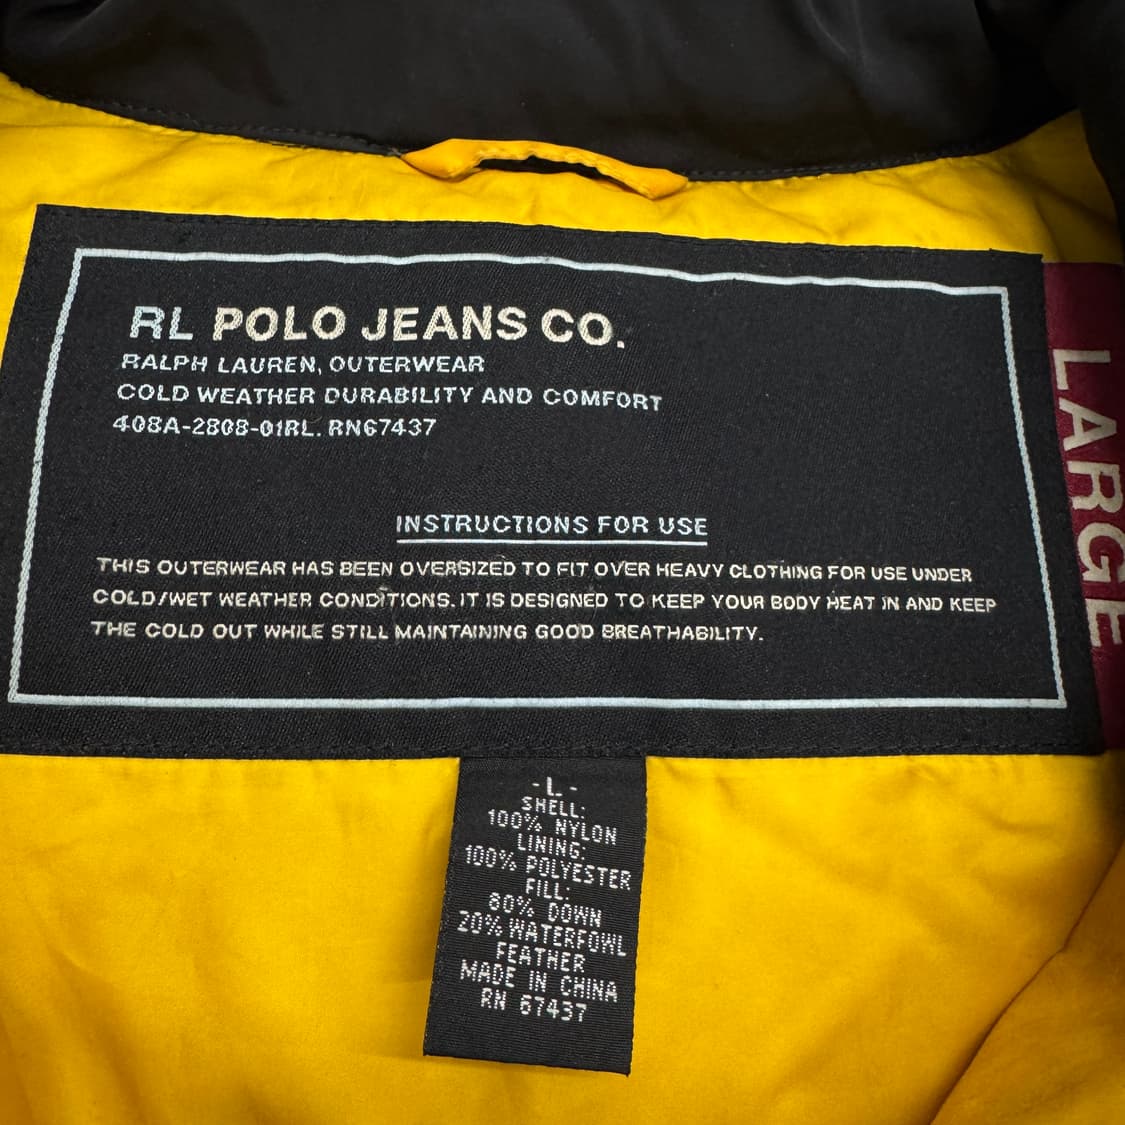 RL POLO JEANS CO.
RALPH LAUREN, OUTERWEAR
COLD WEATHER DURABILITY AND COMFORT
408A-2808-01RL. RN67437
INSTRUCTIONS FOR USE
THIS OUTERWEAR HAS BEEN OVERSIZED TO FIT OVER HEAVY CLOTHING FOR USE UNDER
COLD/WET WEATHER CONDITIONS. IT IS DESIGNED TO KEEP YOUR BODY HEAT IN AND KEEP
THE COLD OUT WHILE STILL MAINTAINING GOOD BREATHABILITY.
LARGE
-L-
SHELL:
100% NYLON
LINING:
100% POLYESTER
FILL:
80% DOWN
20% WATERFOWL
FEATHER
MADE IN CHINA
RN 67437